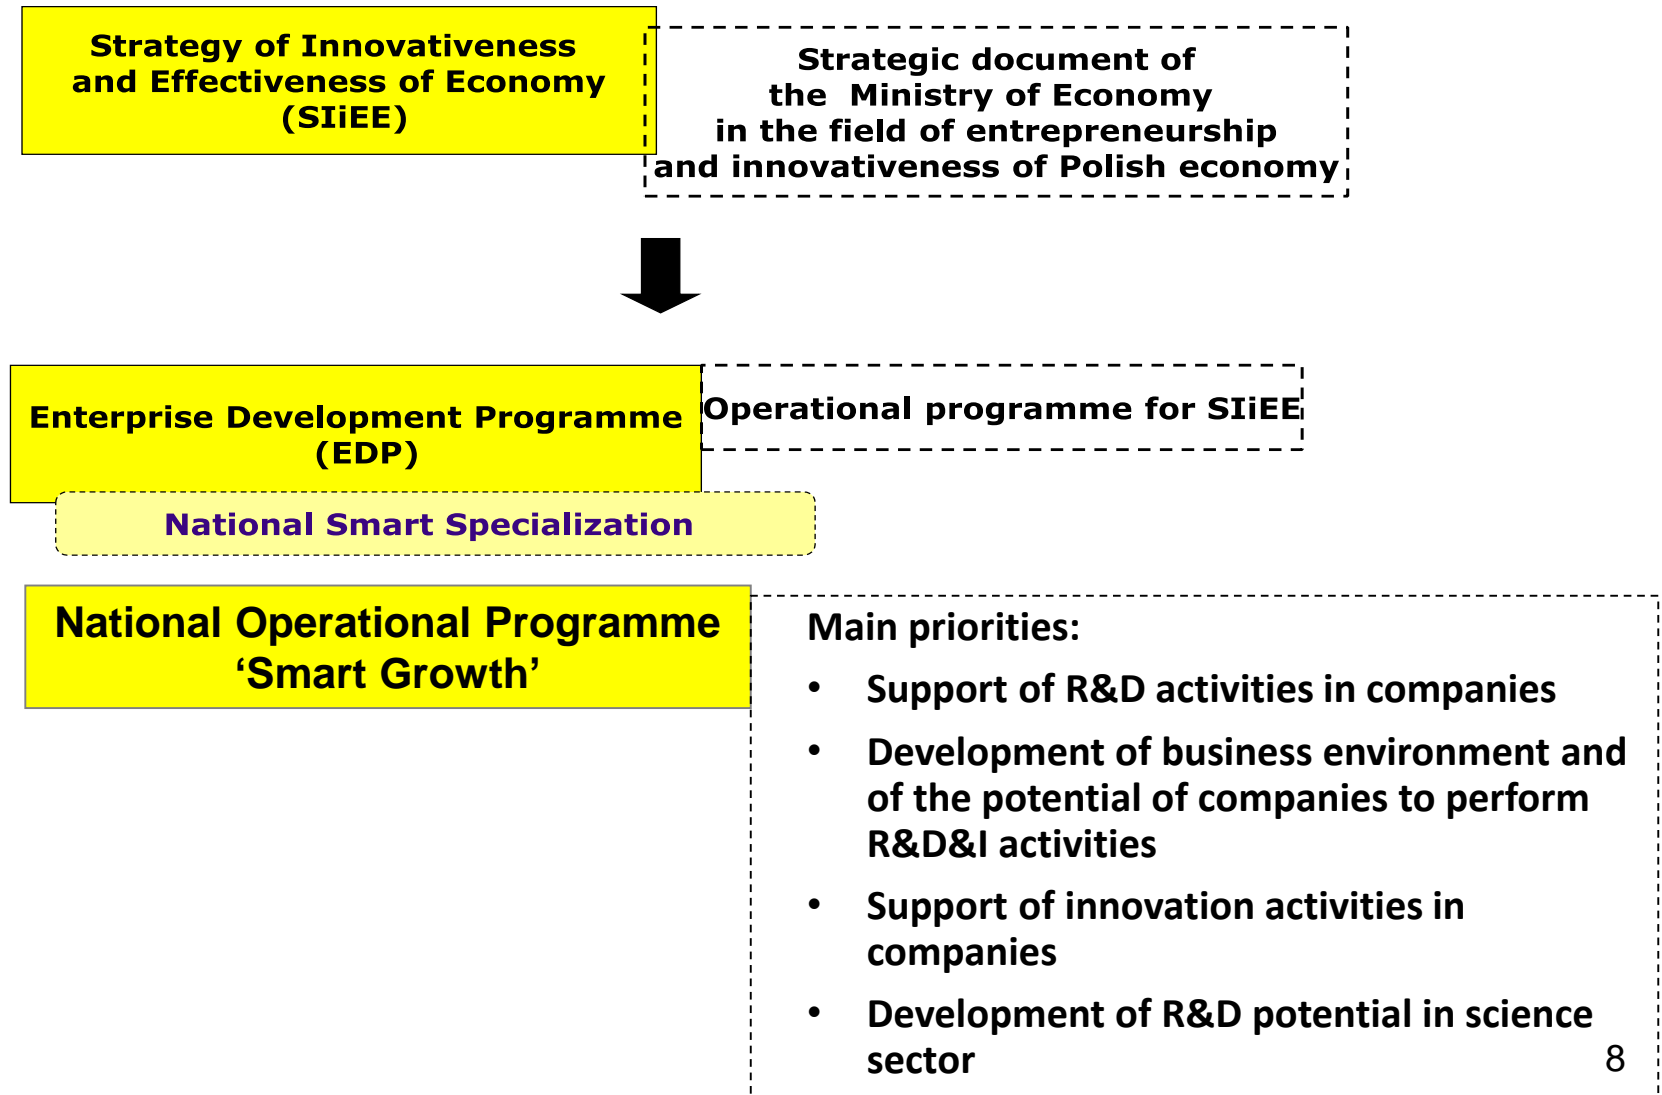 Strategy of Innovativeness
and Effectiveness of Economy
(SIiEE)
Strategic document of
the Ministry of Economy
in the field of entrepreneurship
and innovativeness of Polish economy
Enterprise Development Programme
(EDP)
Operational programme for SIiEE
National Smart Specialization
National Operational Programme
‘Smart Growth’
Main priorities:
• Support of R&D activities in companies
• Development of business environment and
of the potential of companies to perform
R&D&I activities
• Support of innovation activities in
companies
• Development of R&D potential in science
sector
8